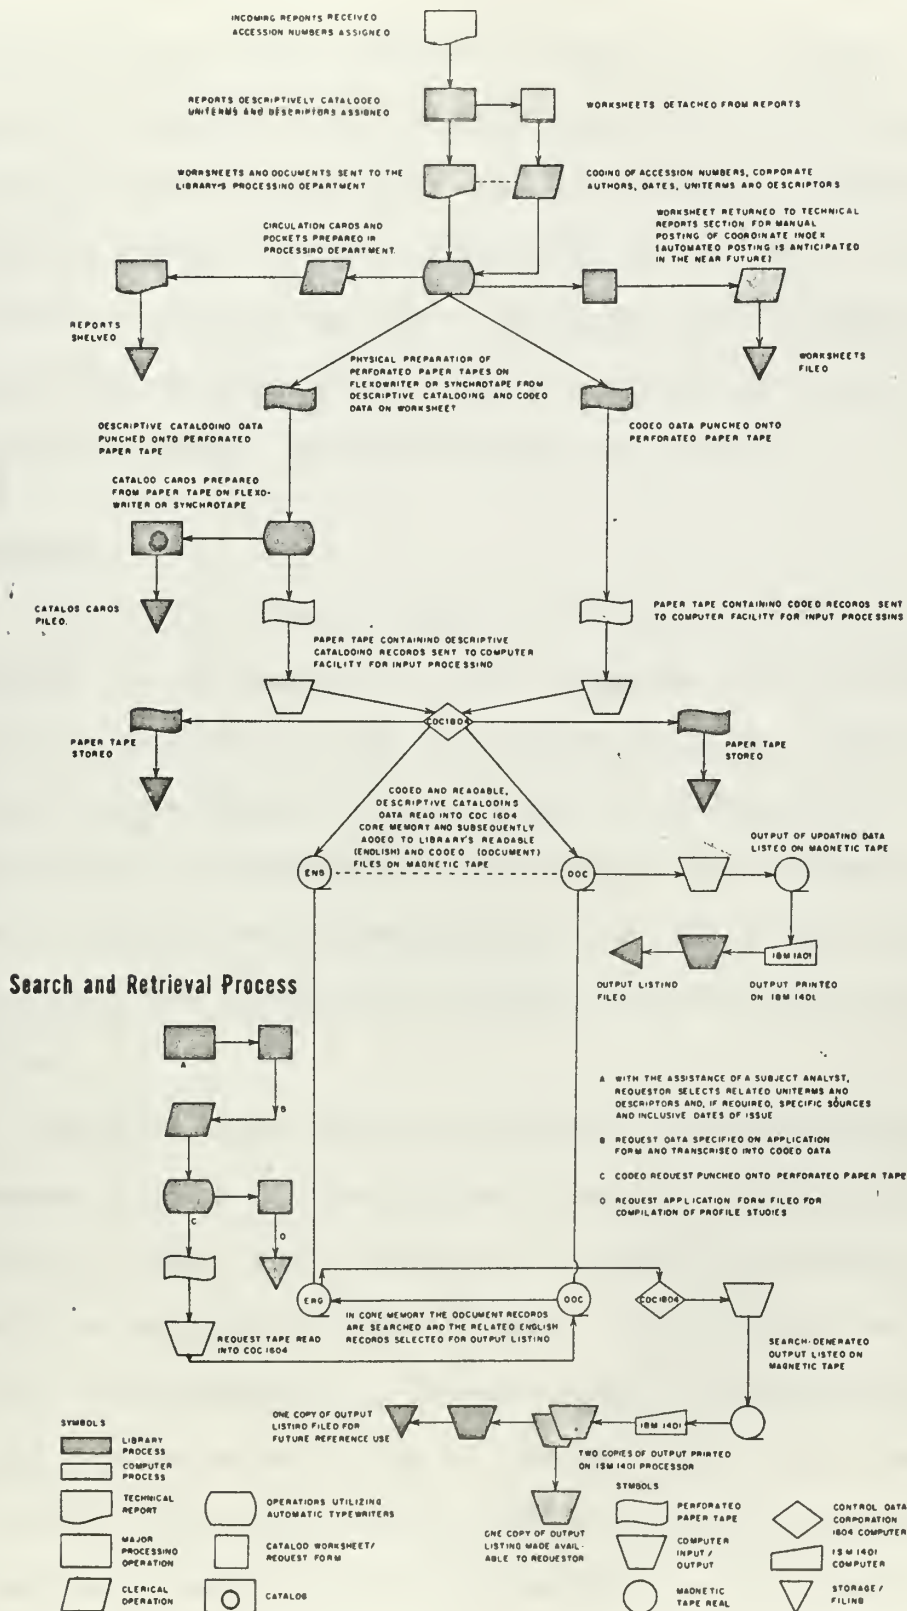 INCOMING REPORTS RECEIVED
ACCESSION NUMBERS ASSIGNED
REPORTS DESCRIPTIVELY CATALOGED
UNITERMS AND DESCRIPTORS ASSIGNED
WORKSHEETS DETACHED FROM REPORTS
WORKSHEETS AND DOCUMENTS SENT TO THE
LIBRARY'S PROCESSING DEPARTMENT
CODING OF ACCESSION NUMBERS, CORPORATE
AUTHORS, DATES, UNITERMS AND DESCRIPTORS
CIRCULATION CARDS AND
POCKETS PREPARED IN
PROCESSING DEPARTMENT.
WORKSHEET RETURNED TO TECHNICAL
REPORTS SECTION FOR MANUAL
POSTING OF COORDINATE INDEX
(AUTOMATED POSTING IS ANTICIPATED
IN THE NEAR FUTURE)
REPORTS
SHELVED
WORKSHEETS
FILED
PHYSICAL PREPARATION OF
PERFORATED PAPER TAPES ON
FLEXOWRITER OR SYNCHROTAPE FROM
DESCRIPTIVE CATALOGING AND CODED
DATA ON WORKSHEET
DESCRIPTIVE CATALOGING DATA
PUNCHED ONTO PERFORATED
PAPER TAPE
CODED DATA PUNCHED ONTO
PERFORATED PAPER TAPE
CATALOG CARDS PREPARED
FROM PAPER TAPE ON FLEXO-
WRITER OR SYNCHROTAPE
CATALOG CARDS
FILED.
PAPER TAPE CONTAINING CODED RECORDS SENT
TO COMPUTER FACILITY FOR INPUT PROCESSING
PAPER TAPE CONTAINING DESCRIPTIVE
CATALOGING RECORDS SENT TO COMPUTER
FACILITY FOR INPUT PROCESSING
CDC1604
PAPER TAPE
STORED
PAPER TAPE
STORED
CODED AND READABLE,
DESCRIPTIVE CATALOGING
DATA READ INTO CDC 1604
CORE MEMORY AND SUBSEQUENTLY
ADDED TO LIBRARY'S READABLE
(ENGLISH) AND CODED (DOCUMENT)
FILES ON MAGNETIC TAPE
OUTPUT OF UPDATING DATA
LISTED ON MAGNETIC TAPE
ENG
DOC
IBM 1401
OUTPUT LISTING
FILED
OUTPUT PRINTED
ON IBM 1401.
Search and Retrieval Process
A
B
C
D
A WITH THE ASSISTANCE OF A SUBJECT ANALYST,
REQUESTOR SELECTS RELATED UNITERMS AND
DESCRIPTORS AND, IF REQUIRED, SPECIFIC SOURCES
AND INCLUSIVE DATES OF ISSUE
B REQUEST DATA SPECIFIED ON APPLICATION
FORM AND TRANSCRIBED INTO CODED DATA
C CODED REQUEST PUNCHED ONTO PERFORATED PAPER TAPE
D REQUEST APPLICATION FORM FILED FOR
COMPILATION OF PROFILE STUDIES
ENG
DOC
CDC1604
IN CORE MEMORY THE DOCUMENT RECORDS
ARE SEARCHED AND THE RELATED ENGLISH
RECORDS SELECTED FOR OUTPUT LISTING
REQUEST TAPE READ
INTO CDC 1604
SEARCH-GENERATED
OUTPUT LISTED ON
MAGNETIC TAPE
ONE COPY OF OUTPUT
LISTING FILED FOR
FUTURE REFERENCE USE
IBM 1401
TWO COPIES OF OUTPUT PRINTED
ON IBM 1401 PROCESSOR
ONE COPY OF OUTPUT
LISTING MADE AVAIL-
ABLE TO REQUESTOR
SYMBOLS
LIBRARY
PROCESS
COMPUTER
PROCESS
TECHNICAL
REPORT
MAJOR
PROCESSING
OPERATION
CLERICAL
OPERATION
OPERATIONS UTILIZING
AUTOMATIC TYPEWRITERS
CATALOG WORKSHEET/
REQUEST FORM
CATALOG
SYMBOLS
PERFORATED
PAPER TAPE
COMPUTER
INPUT /
OUTPUT
MAGNETIC
TAPE REAL
CONTROL DATA
CORPORATION
1604 COMPUTER
IBM 1401
COMPUTER
STORAGE /
FILING